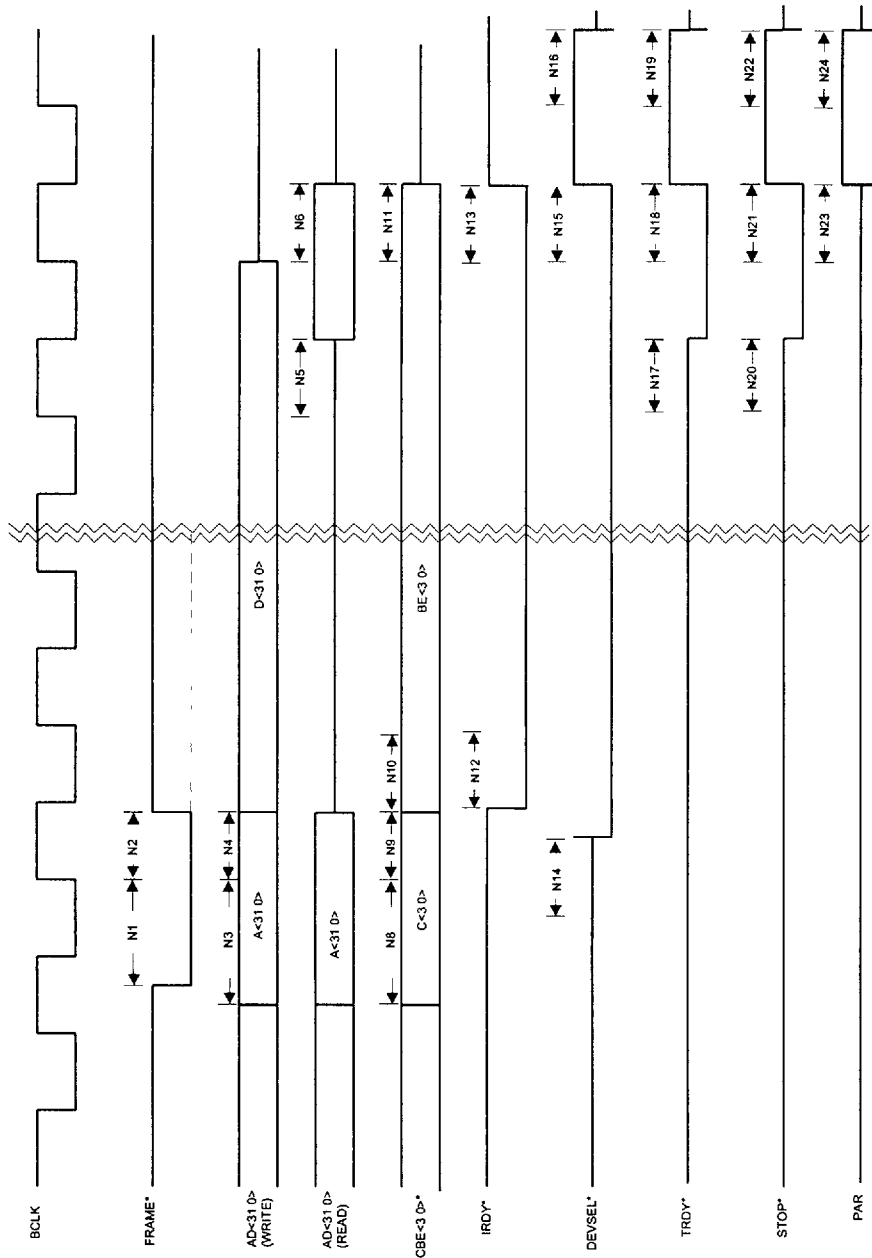 BCLK
FRAME*
N1
N2
AD<31 0>
(WRITE)
N3
A<31 0>
N4
D<31 0>
AD<31 0>
(READ)
A<31 0>
N5
N6
CBE<3 0>*
N8
C<3 0>
N9
N10
BE<3 0>
N11
IRDY*
N12
N13
DEVSEL*
N14
N15
N16
TRDY*
N17
N18
N19
STOP*
N20
N21
N22
PAR
N23
N24